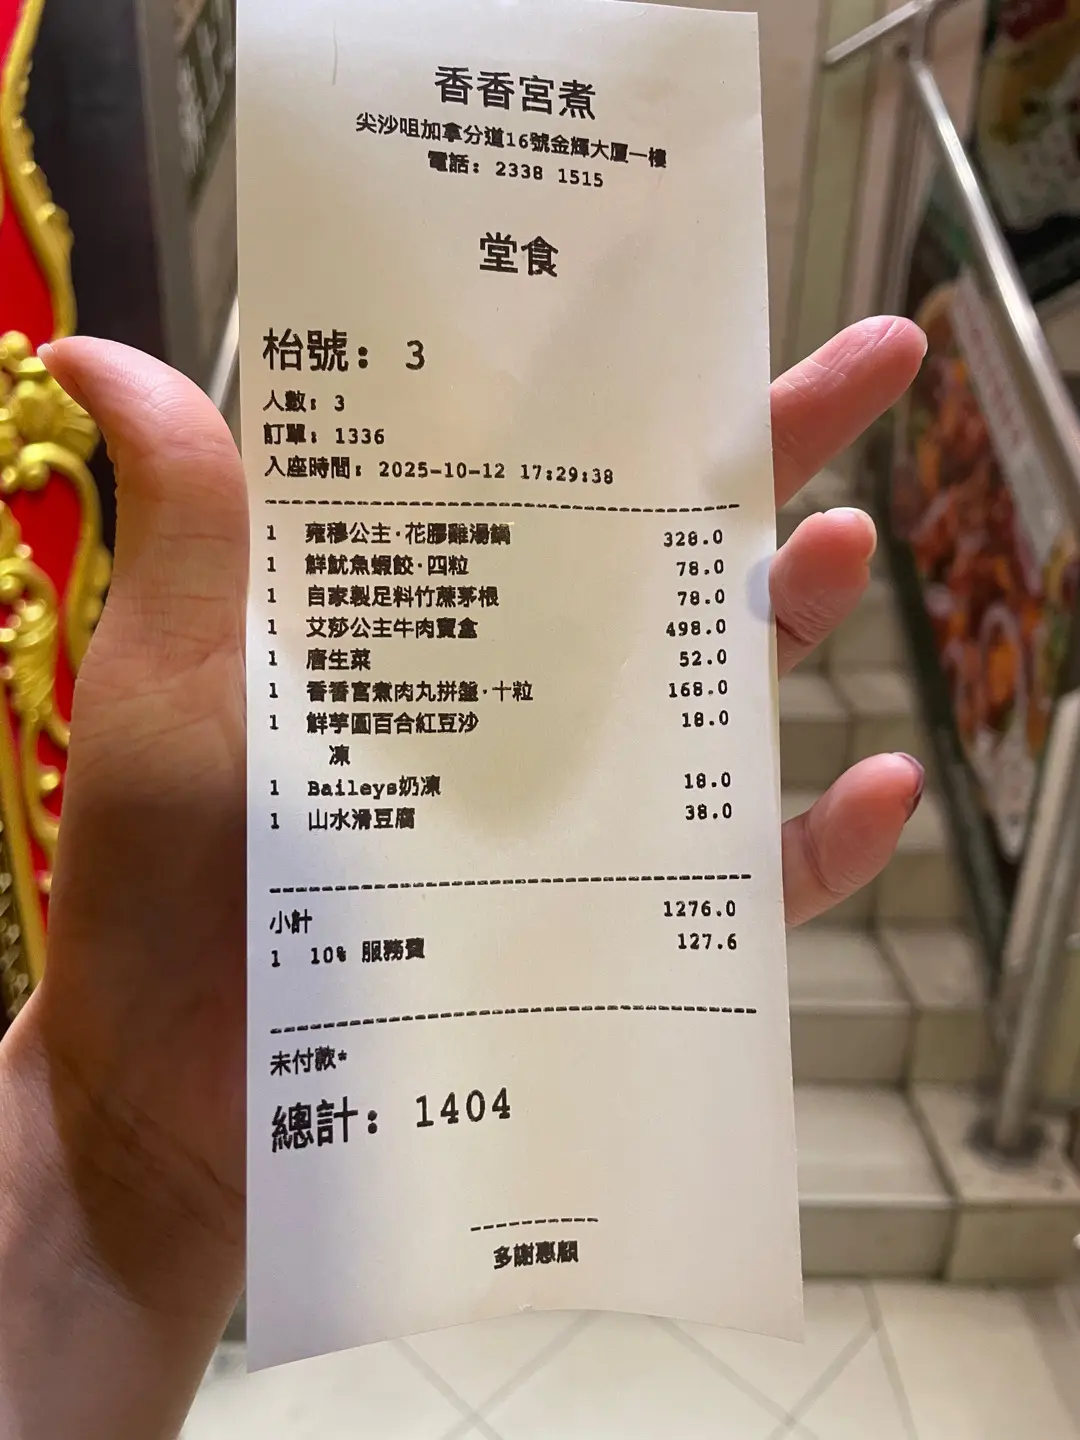 香香宮煮
尖沙咀加拿分道16號金輝大厦一樓
電話: 2338 1515
堂食
枱號: 3
人數: 3
訂單: 1336
入座時間: 2025-10-12 17:29:38
1 雍穆公主·花膠雞湯鍋 328.0
1 鮮魷魚蝦餃·四粒 78.0
1 自家製足料竹蔗茅根 78.0
1 艾莎公主牛肉寶盒 498.0
1 唐生菜 52.0
1 香香宮煮肉丸拼盤·十粒 168.0
1 鮮芋圓百合紅豆沙 18.0
凍
1 Baileys奶凍 18.0
1 山水滑豆腐 38.0
小計 1276.0
1 10% 服務費 127.6
未付款*
總計: 1404
多謝惠顧